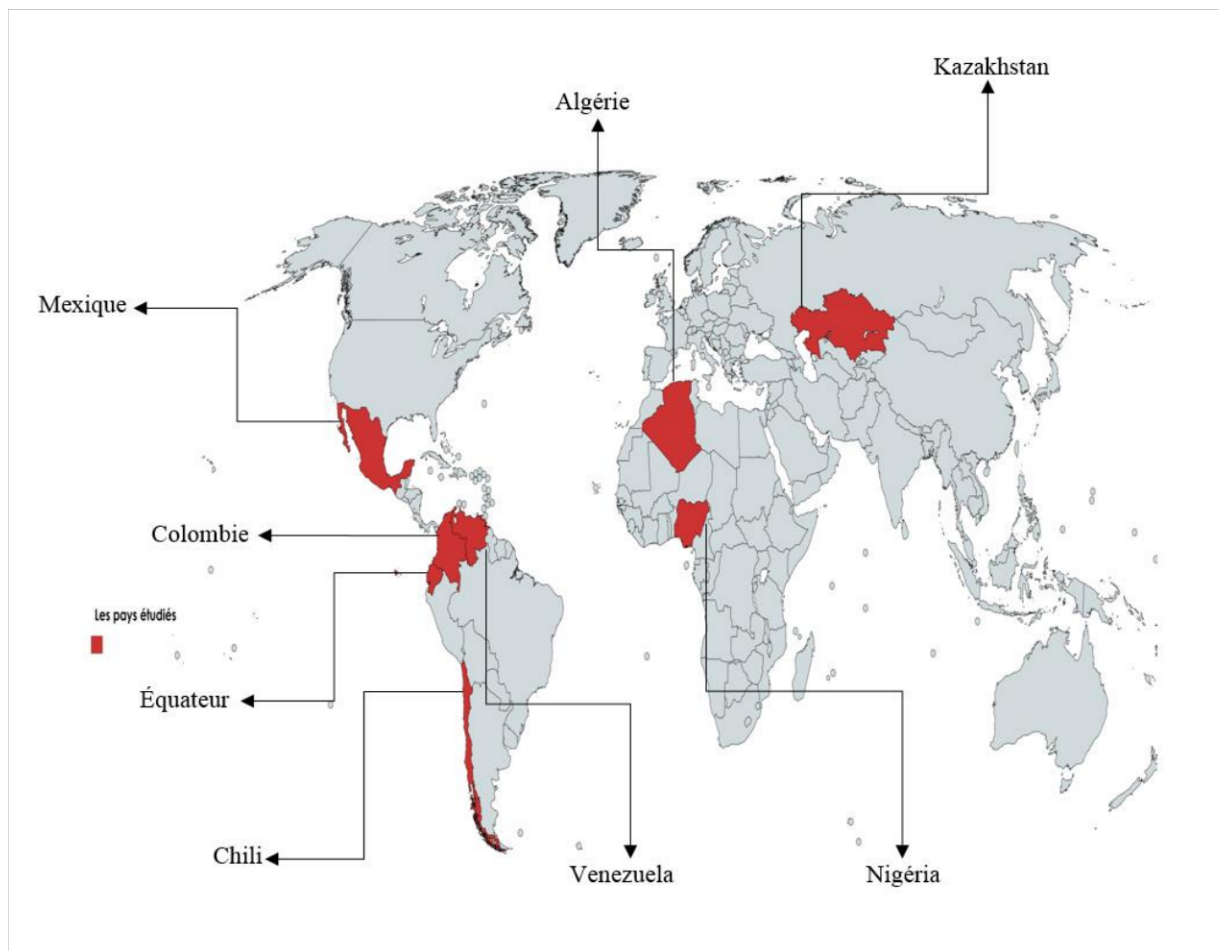 Kazakhstan
Algérie
Mexique
Colombie
Les pays étudiés
Équateur
Chili
Venezuela
Nigéria